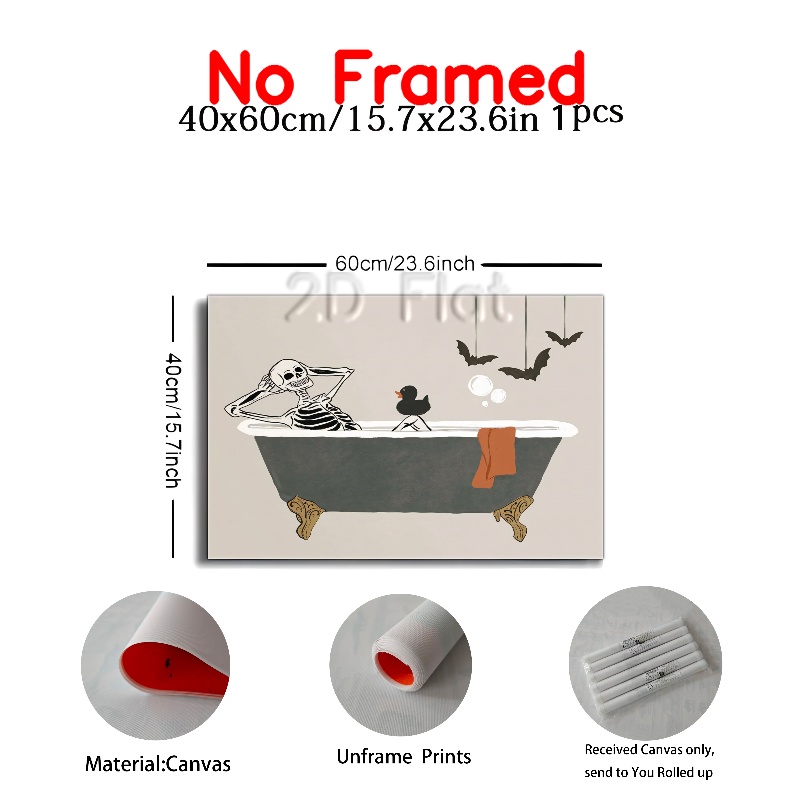 No Framed
40x60cm/15.7x23.6in 1pcs
60cm/23.6inch
2D Flat
40cm/15.7inch
Material:Canvas
Unframe Prints
Received Canvas only,
send to You Rolled up